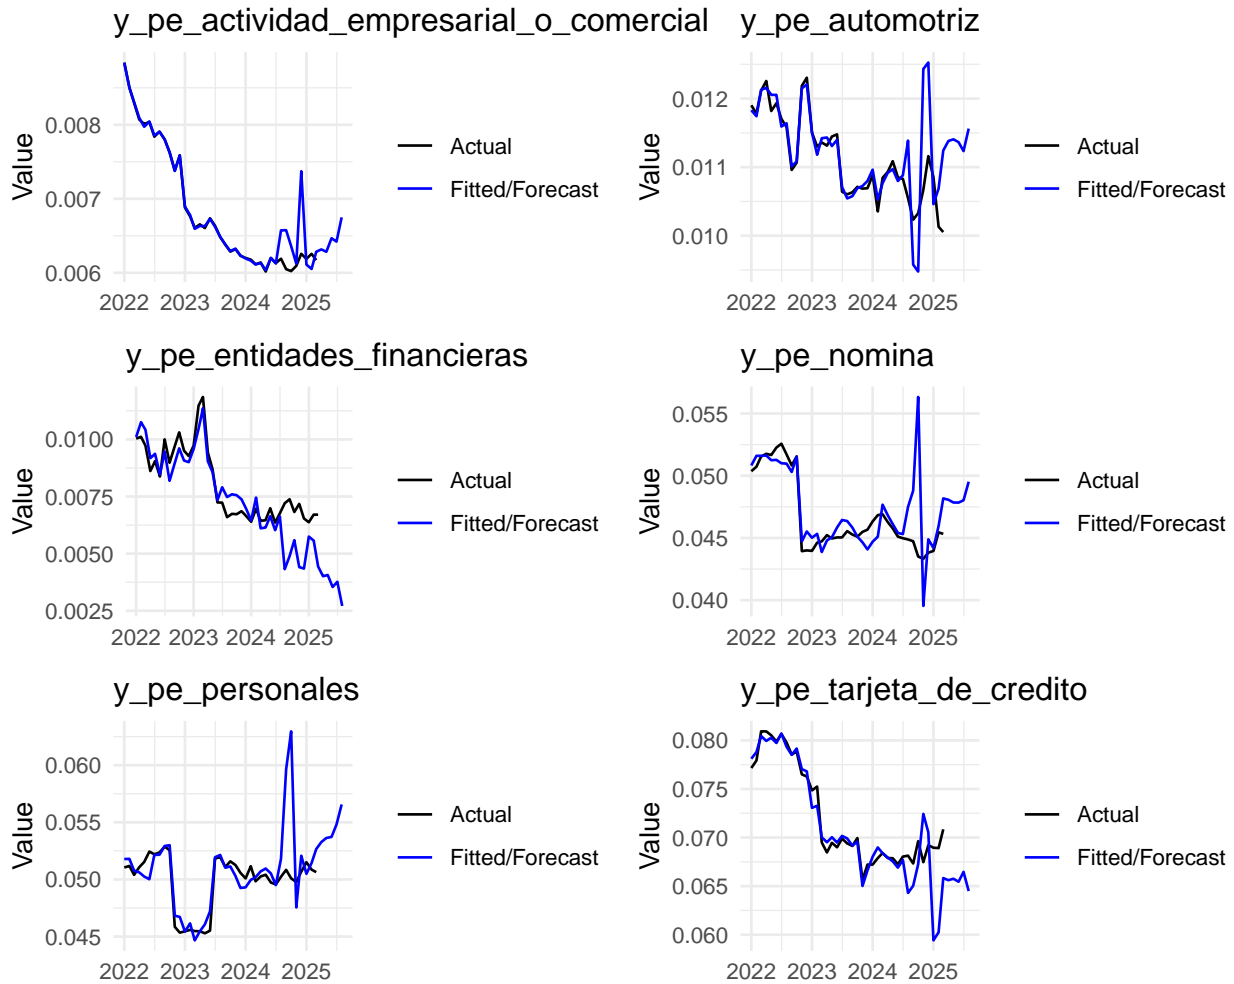 y_pe_actividad_empresarial_o_comercial
Value
0.008
0.007
0.006
2022 2023 2024 2025
Actual
Fitted/Forecast
y_pe_automotriz
Value
0.012
0.011
0.010
2022 2023 2024 2025
Actual
Fitted/Forecast
y_pe_entidades_financieras
Value
0.0100
0.0075
0.0050
0.0025
2022 2023 2024 2025
Actual
Fitted/Forecast
y_pe_nomina
Value
0.055
0.050
0.045
0.040
2022 2023 2024 2025
Actual
Fitted/Forecast
y_pe_personales
Value
0.060
0.055
0.050
0.045
2022 2023 2024 2025
Actual
Fitted/Forecast
y_pe_tarjeta_de_credito
Value
0.080
0.075
0.070
0.065
0.060
2022 2023 2024 2025
Actual
Fitted/Forecast